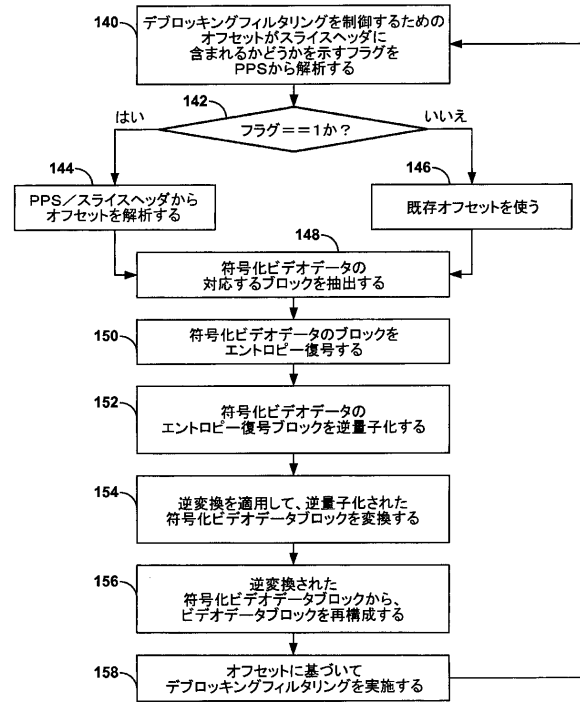 140
デブロッキングフィルタリングを制御するための
オフセットがスライスヘッダに
含まれるかどうかを示すフラグを
PPSから解析する
142
はい
フラグ==1か?
いいえ
144
PPS/スライスヘッダから
オフセットを解析する
146
既存オフセットを使う
148
符号化ビデオデータの
対応するブロックを抽出する
150
符号化ビデオデータのブロックを
エントロピー復号する
152
符号化ビデオデータの
エントロピー復号ブロックを逆量子化する
154
逆変換を適用して、逆量子化された
符号化ビデオデータブロックを変換する
156
逆変換された
符号化ビデオデータブロックから、
ビデオデータブロックを再構成する
158
オフセットに基づいて
デブロッキングフィルタリングを実施する